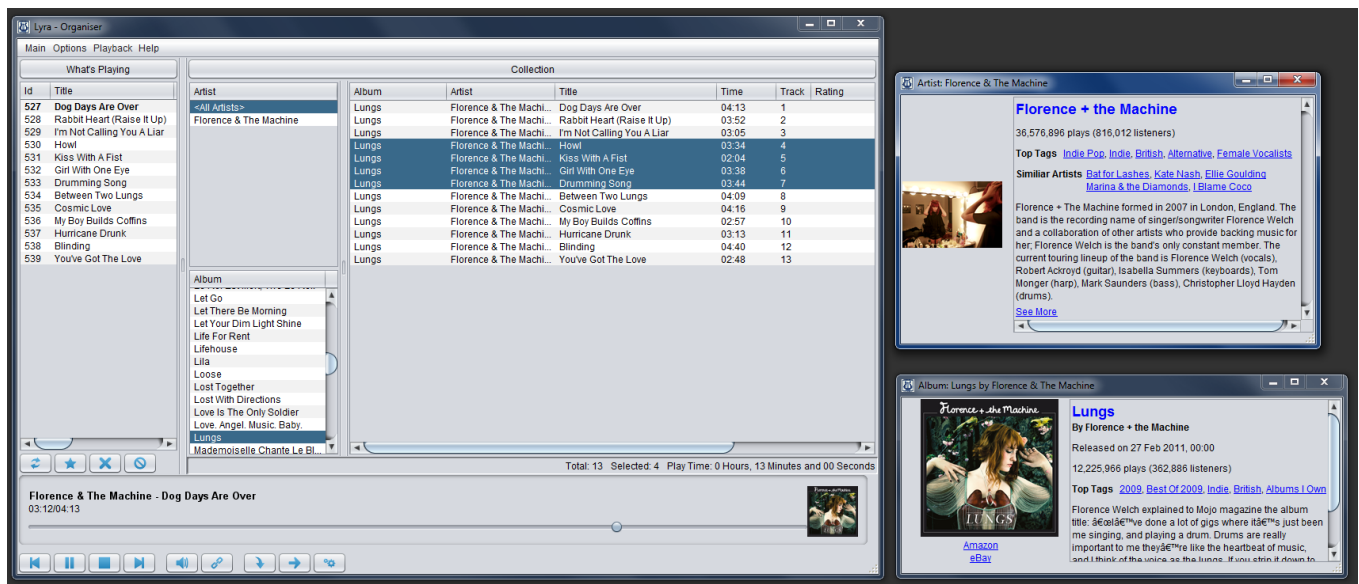 Lyra - Organiser
Main Options Playback Help
What's Playing
Collection
Id Title
527 Dog Days Are Over
528 Rabbit Heart (Raise It Up)
529 I'm Not Calling You A Liar
530 Howl
531 Kiss With A Fist
532 Girl With One Eye
533 Drumming Song
534 Between Two Lungs
535 Cosmic Love
536 My Boy Builds Coffins
537 Hurricane Drunk
538 Blinding
539 You've Got The Love
Artist
<All Artists>
Florence & The Machine
Album
Let Go
Let There Be Morning
Let Your Dim Light Shine
Life For Rent
Lifehouse
Lila
Loose
Lost Together
Lost With Directions
Love Is The Only Soldier
Love. Angel. Music. Baby.
Lungs
Mademoiselle Chante Le Bl...
Album Artist Title Time Track Rating
Lungs Florence & The Machi... Dog Days Are Over 04:13 1
Lungs Florence & The Machi... Rabbit Heart (Raise It Up) 03:52 2
Lungs Florence & The Machi... I'm Not Calling You A Liar 03:05 3
Lungs Florence & The Machi... Howl 03:34 4
Lungs Florence & The Machi... Kiss With A Fist 02:04 5
Lungs Florence & The Machi... Girl With One Eye 03:38 6
Lungs Florence & The Machi... Drumming Song 03:44 7
Lungs Florence & The Machi... Between Two Lungs 04:09 8
Lungs Florence & The Machi... Cosmic Love 04:16 9
Lungs Florence & The Machi... My Boy Builds Coffins 02:57 10
Lungs Florence & The Machi... Hurricane Drunk 03:13 11
Lungs Florence & The Machi... Blinding 04:40 12
Lungs Florence & The Machi... You've Got The Love 02:48 13
Total: 13 Selected: 4 Play Time: 0 Hours, 13 Minutes and 00 Seconds
Florence & The Machine - Dog Days Are Over
03:12/04:13
Artist: Florence & The Machine
Florence + the Machine
36,576,896 plays (816,012 listeners)
Top Tags Indie Pop, Indie, British, Alternative, Female Vocalists
Similiar Artists Bat for Lashes, Kate Nash, Ellie Goulding
Marina & the Diamonds, I Blame Coco
Florence + The Machine formed in 2007 in London, England. The
band is the recording name of singer/songwriter Florence Welch
and a collaboration of other artists who provide backing music for
her; Florence Welch is the band's only constant member. The
current touring lineup of the band is Florence Welch (vocals),
Robert Ackroyd (guitar), Isabella Summers (keyboards), Tom
Monger (harp), Mark Saunders (bass), Christopher Lloyd Hayden
(drums).
See More
Album: Lungs by Florence & The Machine
Florence + the Machine
LUNGS
Amazon
eBay
Lungs
By Florence + the Machine
Released on 27 Feb 2011, 00:00
12,225,966 plays (362,886 listeners)
Top Tags 2009, Best Of 2009, Indie, British, Albums I Own
Florence Welch explained to Mojo magazine the album
title: â€œIâ€™ve done a lot of gigs where itâ€™s just been
me singing, and playing a drum. Drums are really
important to me theyâ€™re like the heartbeat of music,
and I think of the voice as the lungs. If you strip it down to